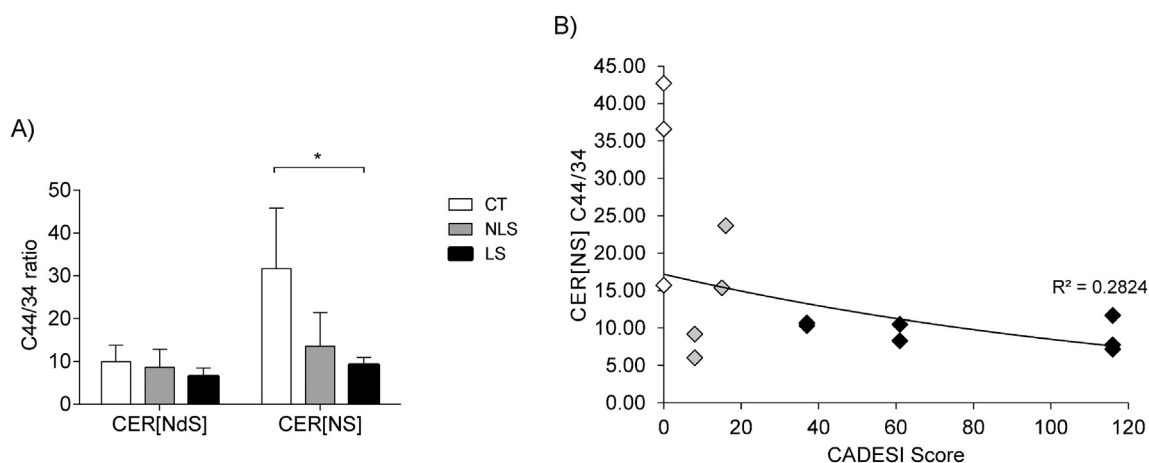 A)
C44/34 ratio
50
40
30
20
10
0
*
CER[NdS]
CER[NS]
CT
NLS
LS
B)
CER[NS] C44/34
45.00
40.00
35.00
30.00
25.00
20.00
15.00
10.00
5.00
0.00
R² = 0.2824
0 20 40 60 80 100 120
CADESI Score